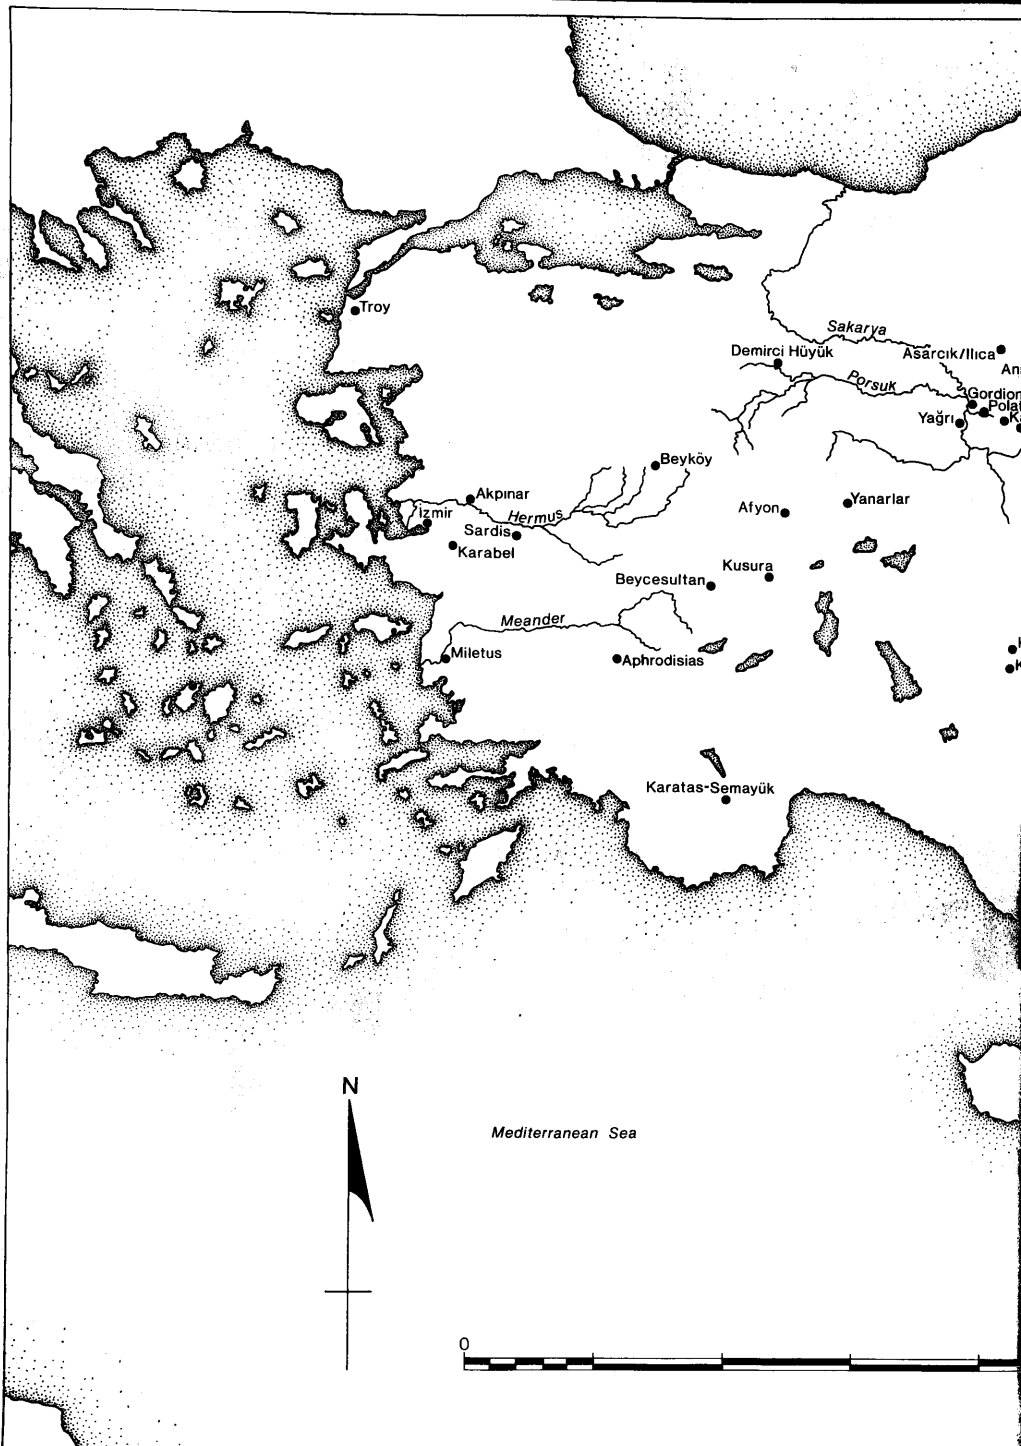 Troy
Sakarya
Demirci Hüyük
Asarcık/Ilıca
Porsuk
Gordion
Yağrı
Beyköy
Akpınar
İzmir
Hermus
Yanarlar
Afyon
Sardis
Karabel
Kusura
Beycesultan
Meander
Miletus
Aphrodisias
Karatas-Semayük
N
Mediterranean Sea
0